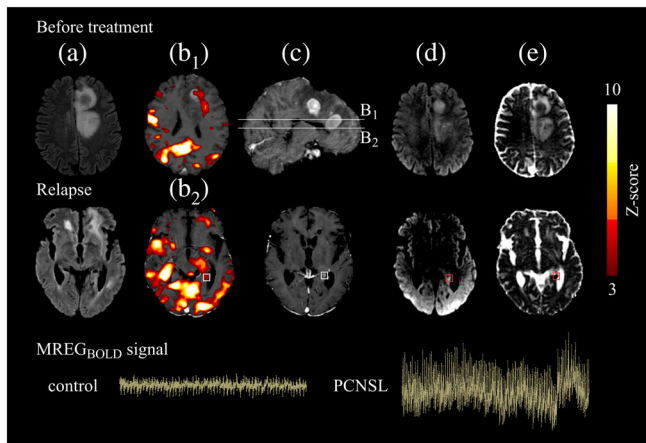 Before treatment
(a) (b1) (c) (d) (e)
B1
B2
10
Z-score
3
Relapse
(b2)
MREGBOLD signal
control
PCNSL